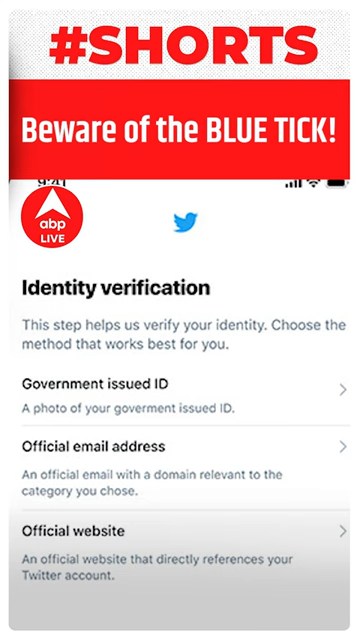 #SHORTS
Beware of the BLUE TICK!
9:41
abp
LIVE
Identity verification
This step helps us verify your identity. Choose the
method that works best for you.
Government issued ID
A photo of your goverment issued ID.
Official email address
An official email with a domain relevant to the
category you chose.
Official website
An official website that directly references your
Twitter account.